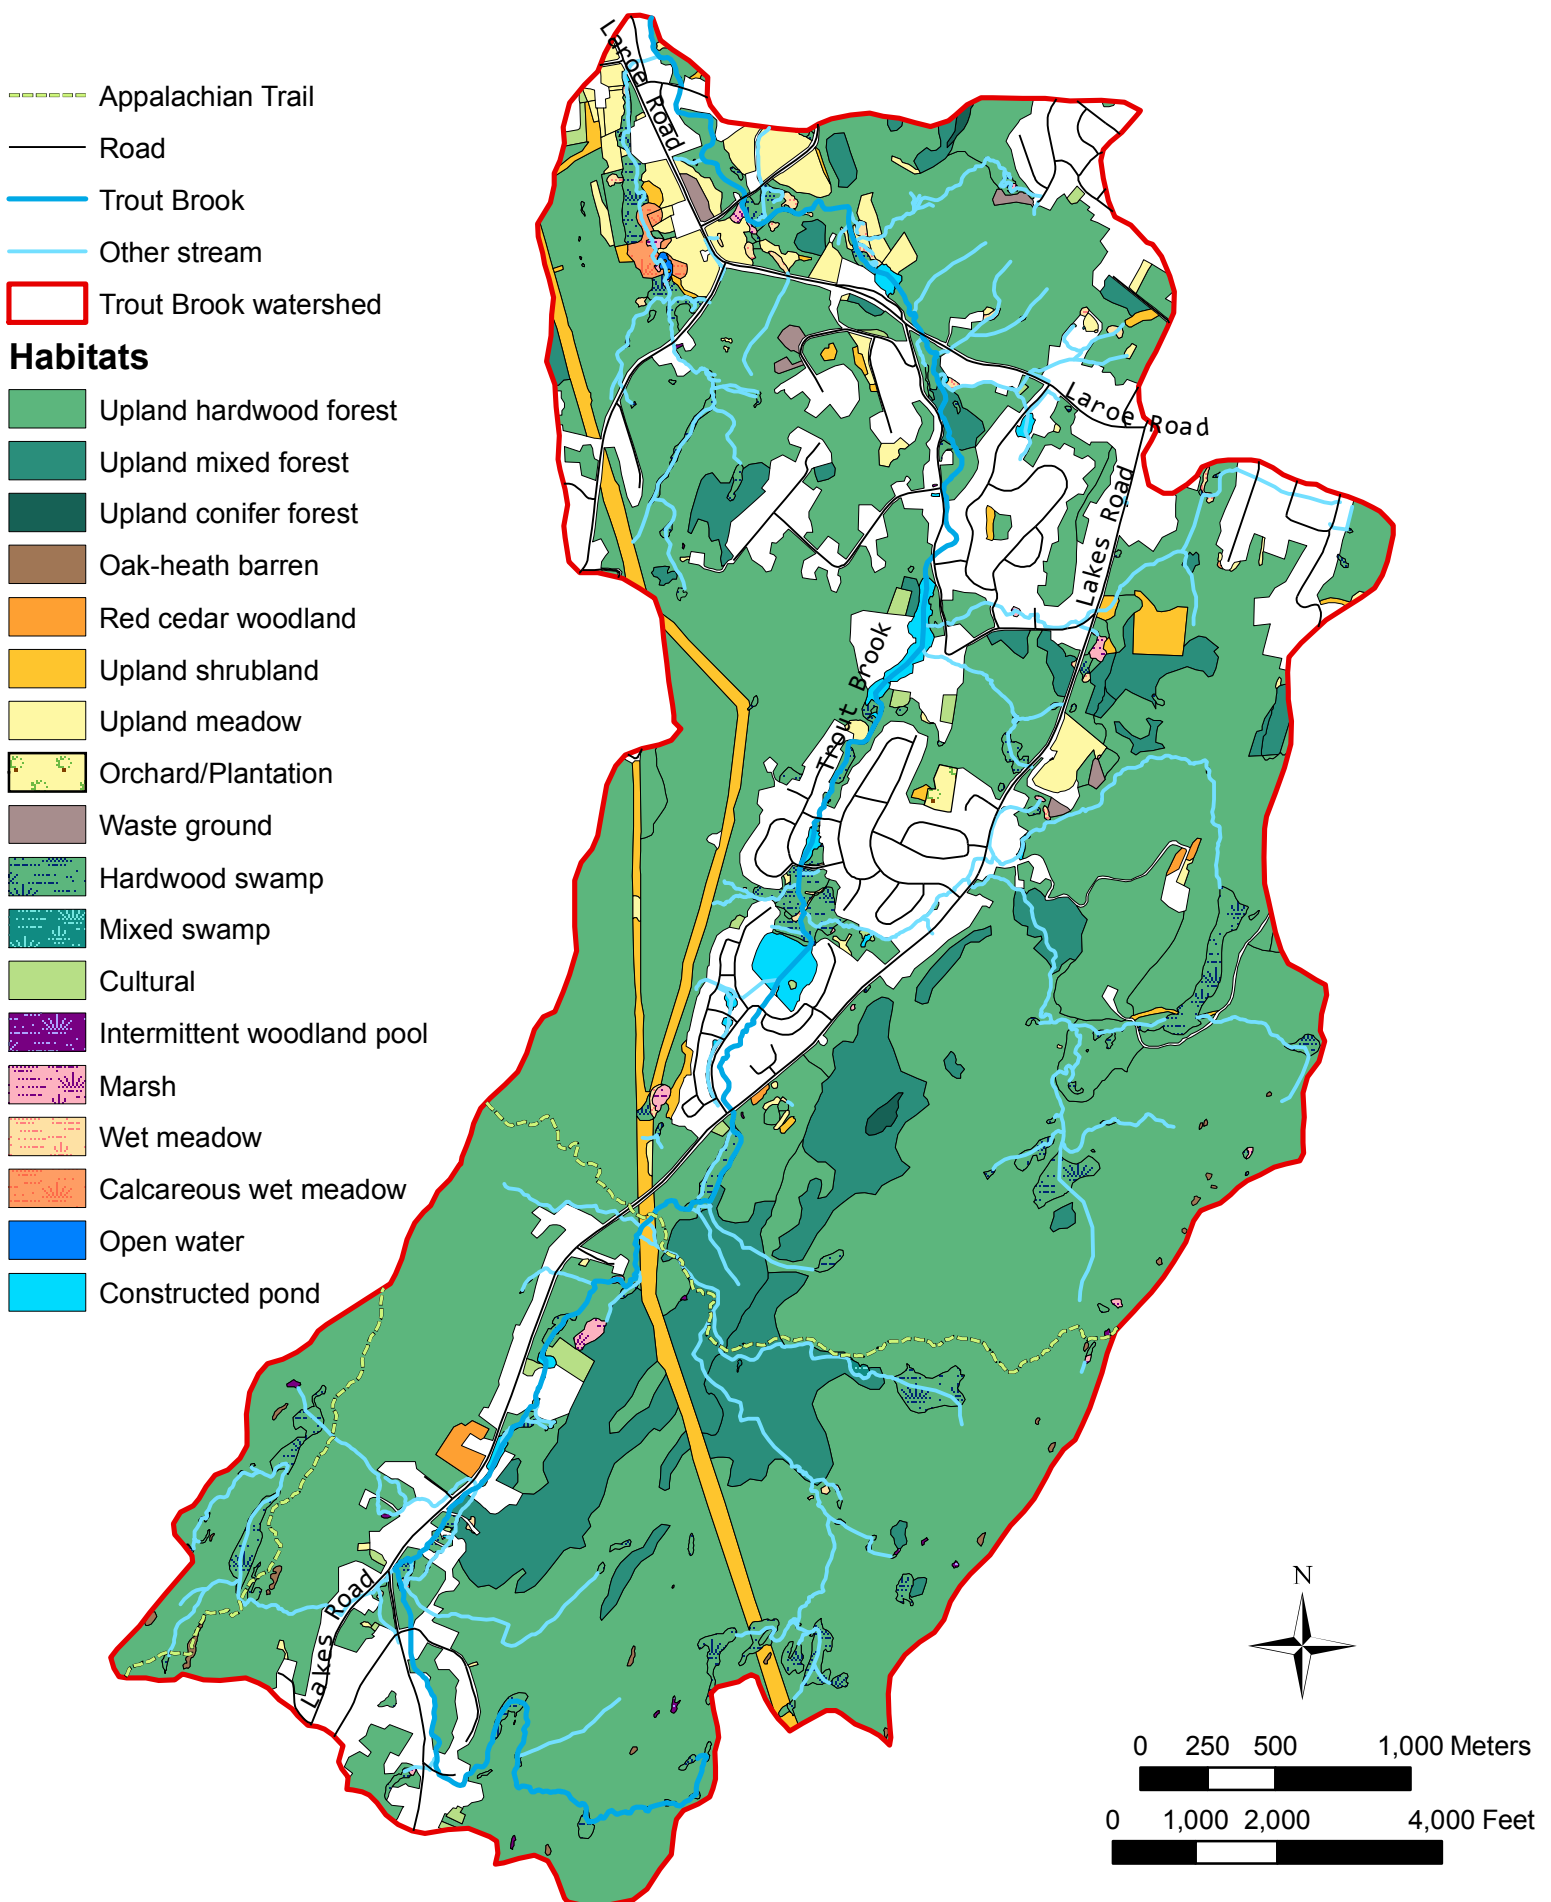 Appalachian Trail
Road
Trout Brook
Other stream
Trout Brook watershed
Habitats
Upland hardwood forest
Upland mixed forest
Upland conifer forest
Oak-heath barren
Red cedar woodland
Upland shrubland
Upland meadow
Orchard/Plantation
Waste ground
Hardwood swamp
Mixed swamp
Cultural
Intermittent woodland pool
Marsh
Wet meadow
Calcareous wet meadow
Open water
Constructed pond
Laroe Road
Laroe Road
Lakes Road
Trout Brook
Lakes Road
N
0 250 500 1,000 Meters
0 1,000 2,000 4,000 Feet